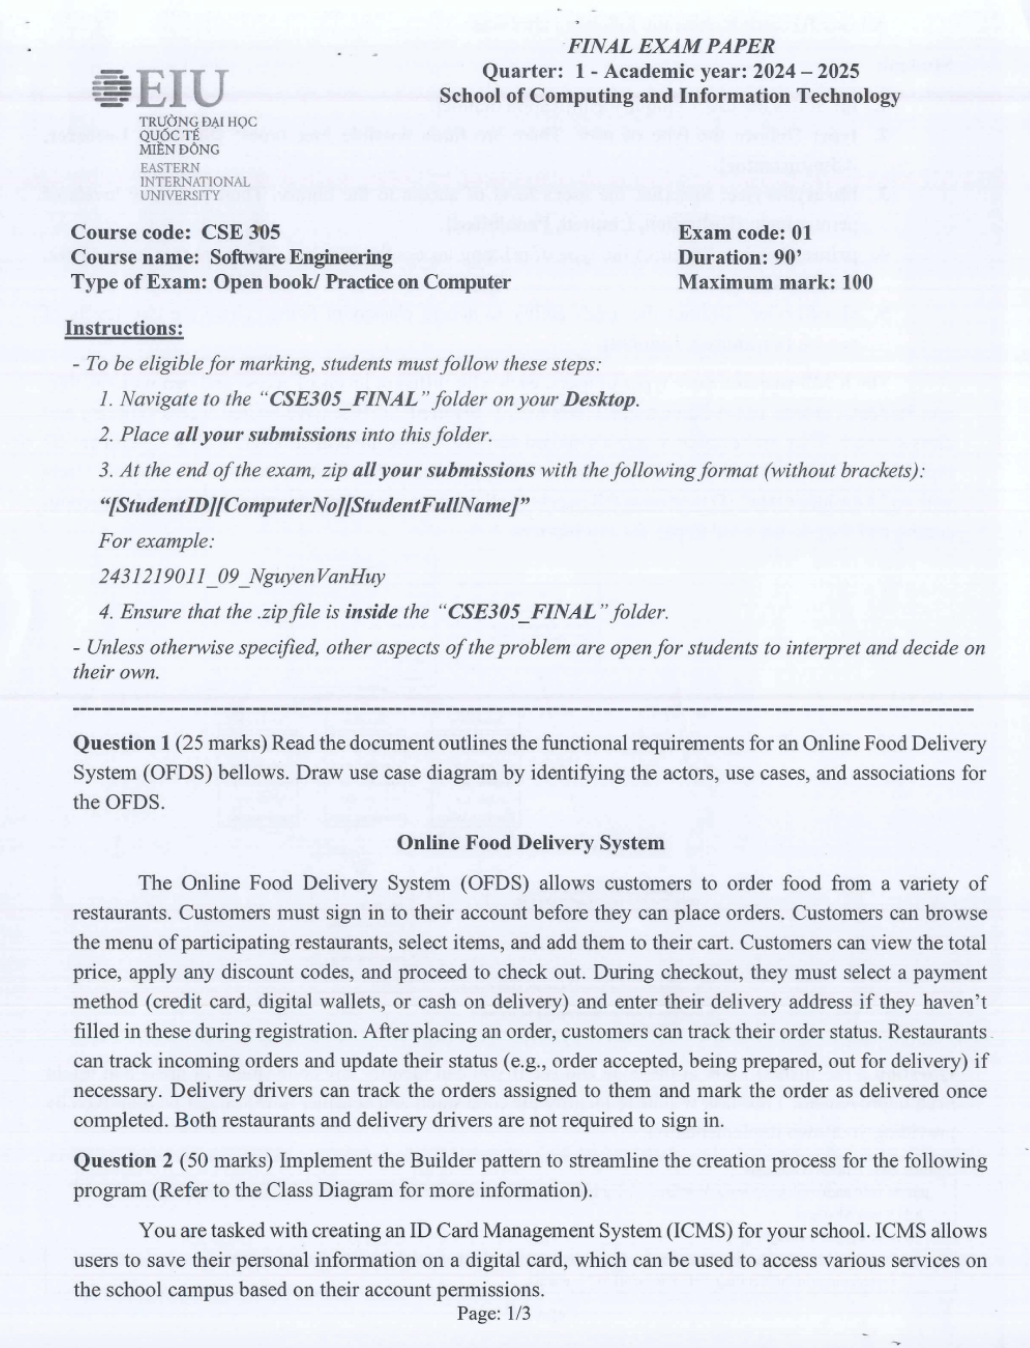 FINAL EXAM PAPER
Quarter: 1 - Academic year: 2024 – 2025
School of Computing and Information Technology
EIU
TRƯỜNG ĐẠI HỌC
QUỐC TẾ
MIỀN ĐÔNG
EASTERN
INTERNATIONAL
UNIVERSITY
Course code: CSE 305
Exam code: 01
Course name: Software Engineering
Duration: 90’
Type of Exam: Open book/ Practice on Computer
Maximum mark: 100
Instructions:
- To be eligible for marking, students must follow these steps:
1. Navigate to the “CSE305_FINAL” folder on your Desktop.
2. Place all your submissions into this folder.
3. At the end of the exam, zip all your submissions with the following format (without brackets):
“[StudentID][ComputerNo][StudentFullName]”
For example:
2431219011_09_NguyenVanHuy
4. Ensure that the .zip file is inside the “CSE305_FINAL” folder.
- Unless otherwise specified, other aspects of the problem are open for students to interpret and decide on
their own.
Question 1 (25 marks) Read the document outlines the functional requirements for an Online Food Delivery
System (OFDS) bellows. Draw use case diagram by identifying the actors, use cases, and associations for
the OFDS.
Online Food Delivery System
The Online Food Delivery System (OFDS) allows customers to order food from a variety of
restaurants. Customers must sign in to their account before they can place orders. Customers can browse
the menu of participating restaurants, select items, and add them to their cart. Customers can view the total
price, apply any discount codes, and proceed to check out. During checkout, they must select a payment
method (credit card, digital wallets, or cash on delivery) and enter their delivery address if they haven’t
filled in these during registration. After placing an order, customers can track their order status. Restaurants
can track incoming orders and update their status (e.g., order accepted, being prepared, out for delivery) if
necessary. Delivery drivers can track the orders assigned to them and mark the order as delivered once
completed. Both restaurants and delivery drivers are not required to sign in.
Question 2 (50 marks) Implement the Builder pattern to streamline the creation process for the following
program (Refer to the Class Diagram for more information).
You are tasked with creating an ID Card Management System (ICMS) for your school. ICMS allows
users to save their personal information on a digital card, which can be used to access various services on
the school campus based on their account permissions.
Page: 1/3